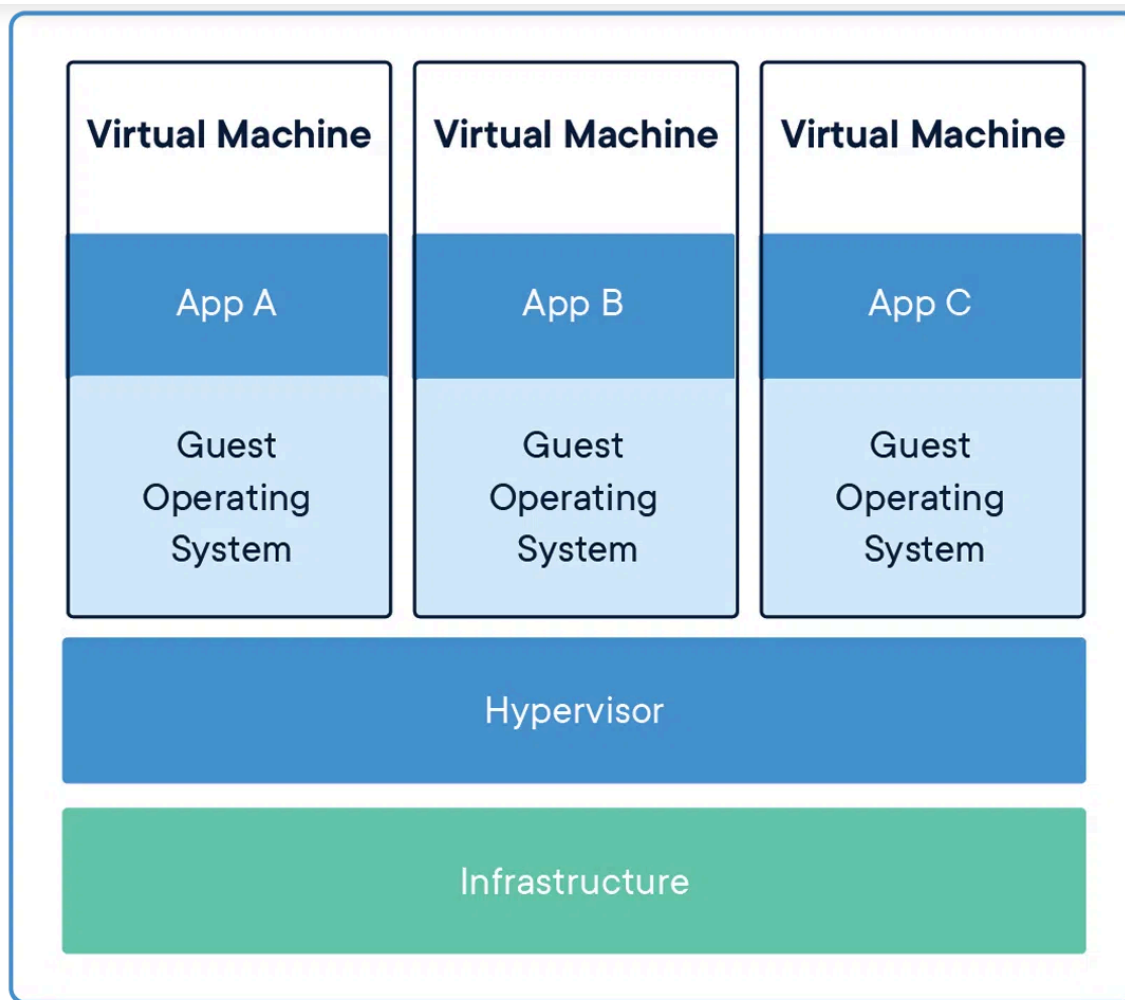 Virtual Machine
Virtual Machine
Virtual Machine
App A
App B
App C
Guest
Operating
System
Guest
Operating
System
Guest
Operating
System
Hypervisor
Infrastructure